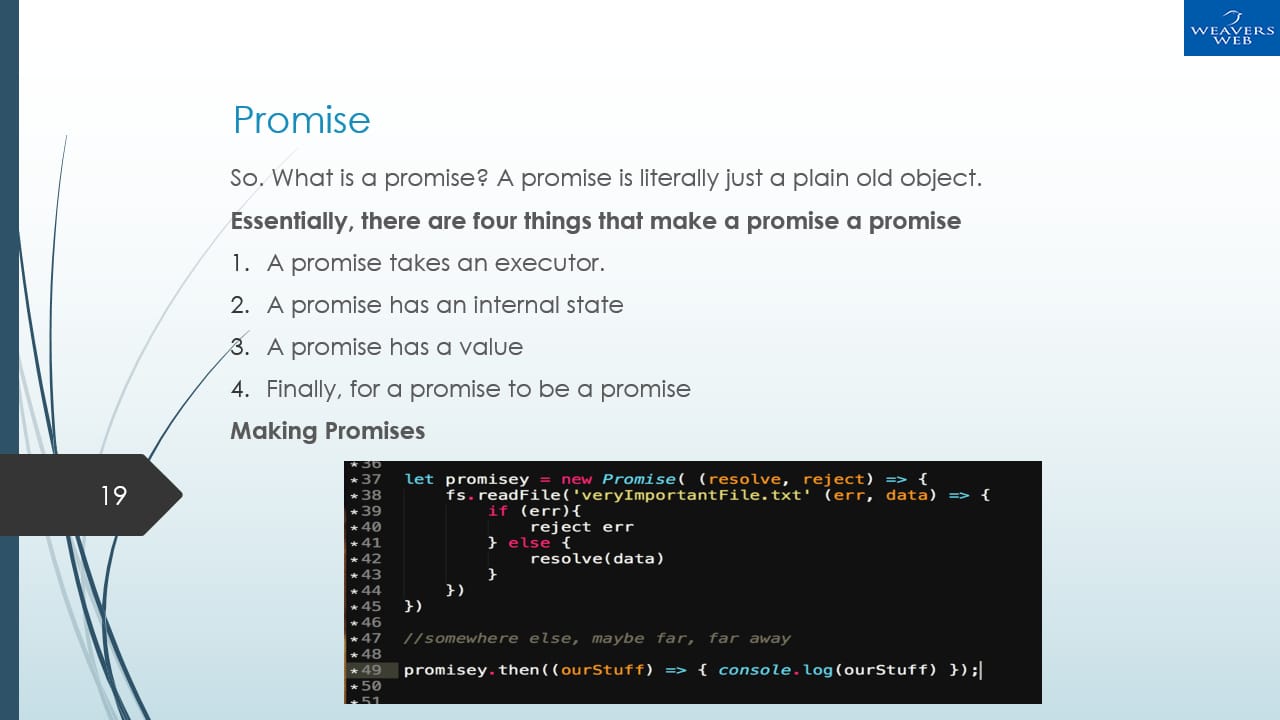 WEAVERS
WEB
Promise
So. What is a promise? A promise is literally just a plain old object.
Essentially, there are four things that make a promise a promise
1. A promise takes an executor.
2. A promise has an internal state
3. A promise has a value
4. Finally, for a promise to be a promise
Making Promises
19
*36
*37 let promisey = new Promise( (resolve, reject) => {
*38 fs.readFile('veryImportantFile.txt' (err, data) => {
*39 if (err){
*40 reject err
*41 } else {
*42 resolve(data)
*43 }
*44 })
*45 })
*46
*47 //somewhere else, maybe far, far away
*48
*49 promisey.then((ourStuff) => { console.log(ourStuff) });
*50
*51